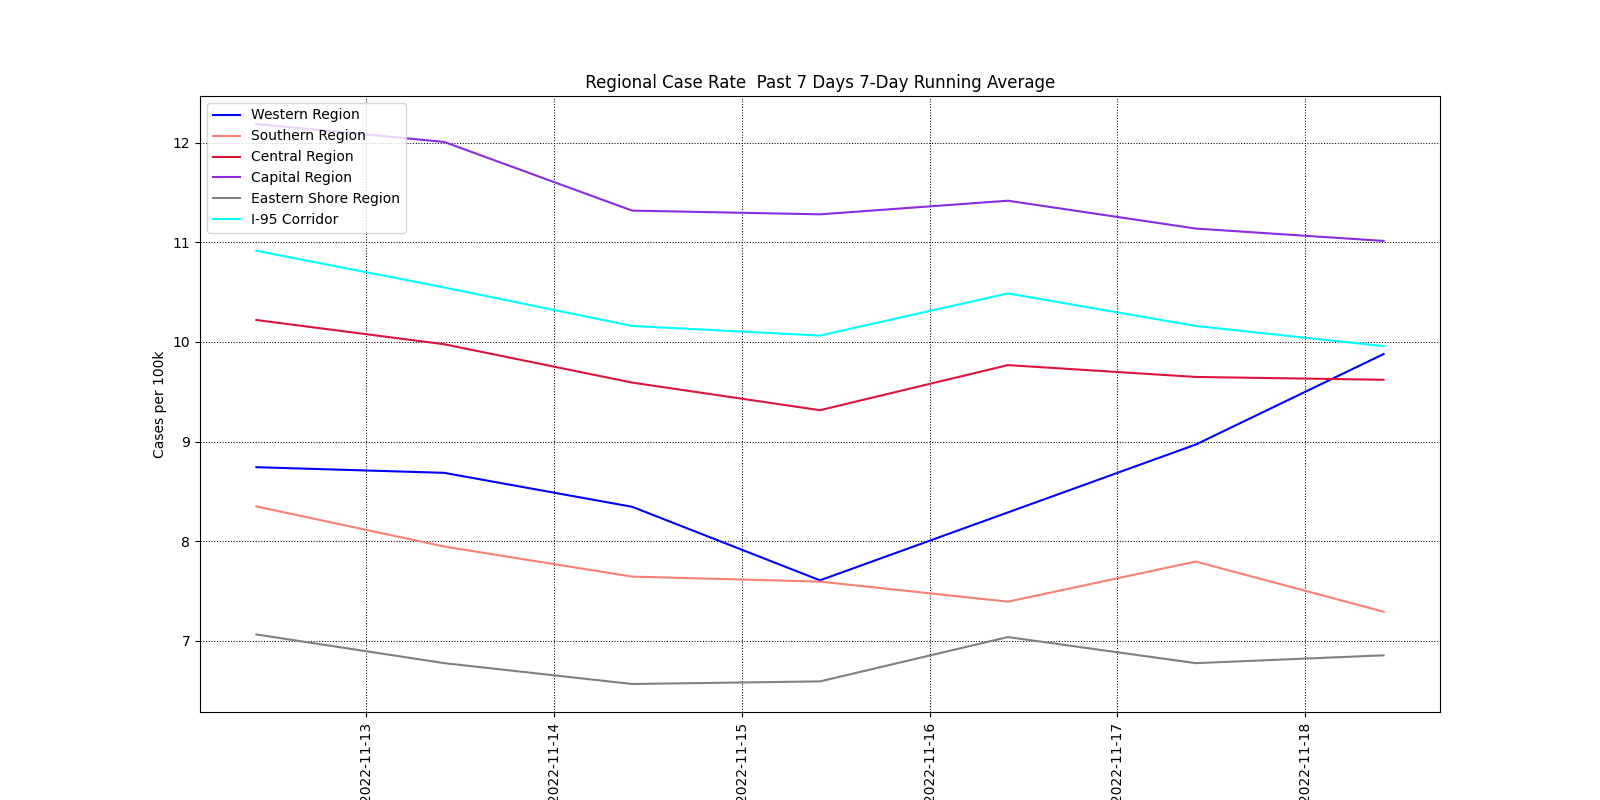 Regional Case Rate  Past 7 Days 7-Day Running Average
Western Region
Southern Region
Central Region
Capital Region
Eastern Shore Region
I-95 Corridor
12
11
10
9
8
7
Cases per 100k
2022-11-13
2022-11-14
2022-11-15
2022-11-16
2022-11-17
2022-11-18